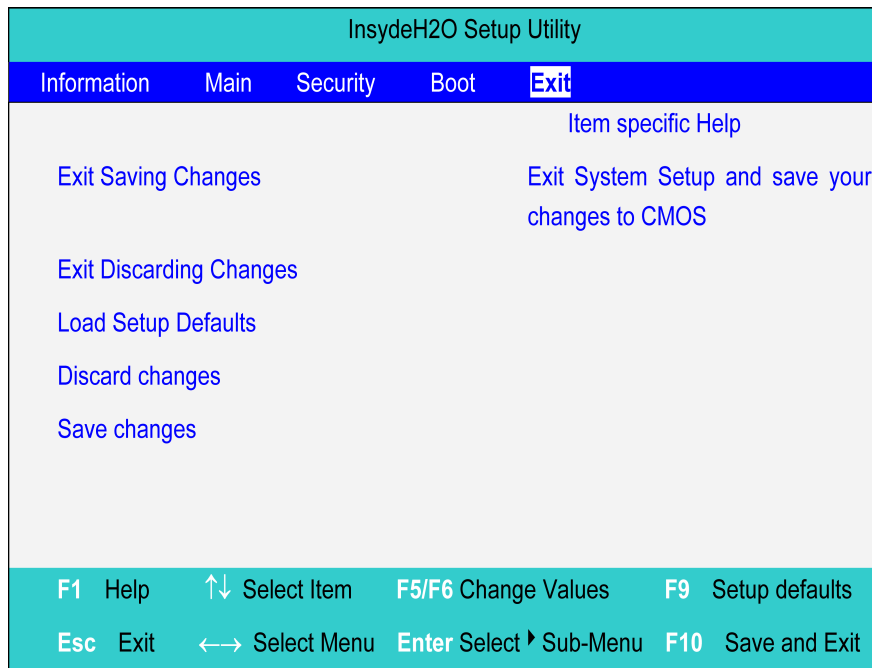 InsydeH2O Setup Utility
Information Main Security Boot Exit
Item specific Help
Exit Saving Changes
Exit System Setup and save your
changes to CMOS
Exit Discarding Changes
Load Setup Defaults
Discard changes
Save changes
F1 Help ↑↓ Select Item F5/F6 Change Values F9 Setup defaults
Esc Exit ←→ Select Menu Enter Select ▸ Sub-Menu F10 Save and Exit